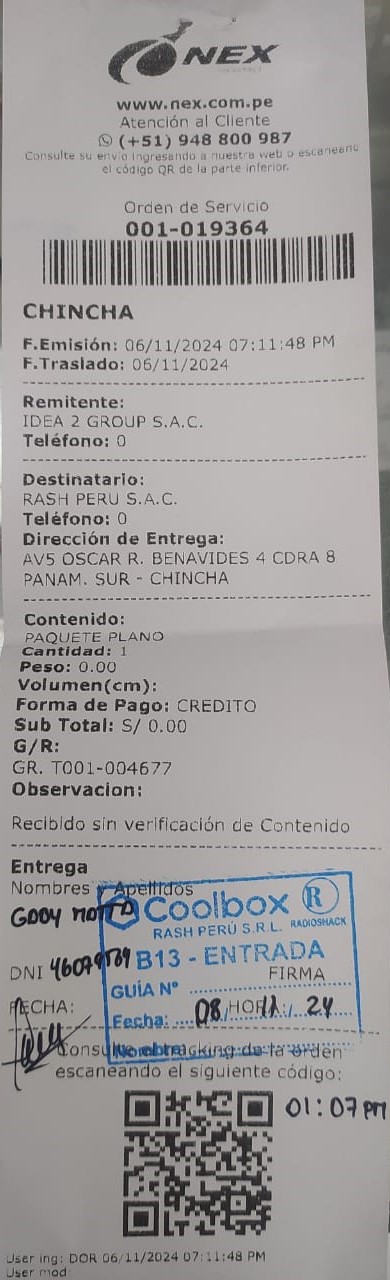 NEX
www.nex.com.pe
Atención al Cliente
(+51) 948 800 987
Consulte su envío ingresando a nuestra web o escaneand
el código QR de la parte inferior.
Orden de Servicio
001-019364
CHINCHA
F.Emisión: 06/11/2024 07:11:48 PM
F.Traslado: 06/11/2024
Remitente:
IDEA 2 GROUP S.A.C.
Teléfono: 0
Destinatario:
RASH PERU S.A.C.
Teléfono: 0
Dirección de Entrega:
AV5 OSCAR R. BENAVIDES 4 CDRA 8
PANAM. SUR - CHINCHA
Contenido:
PAQUETE PLANO
Cantidad: 1
Peso: 0.00
Volumen(cm):
Forma de Pago: CREDITO
Sub Total: S/ 0.00
G/R:
GR. T001-004677
Observacion:
Recibido sin verificación de Contenido
Entrega
Nombres y Apellidos
Coolbox R
RASH PERÚ S.R.L. RADIOSHACK
DNI
B13 - ENTRADA
FIRMA
GUÍA Nº
FECHA:
HORA:
Fecha: 08 11 24
Nombre:
Consulte el tracking de la orden
escaneando el siguiente código:
01:07 PM
User ing: DOR 06/11/2024 07:11:48 PM
User mod: